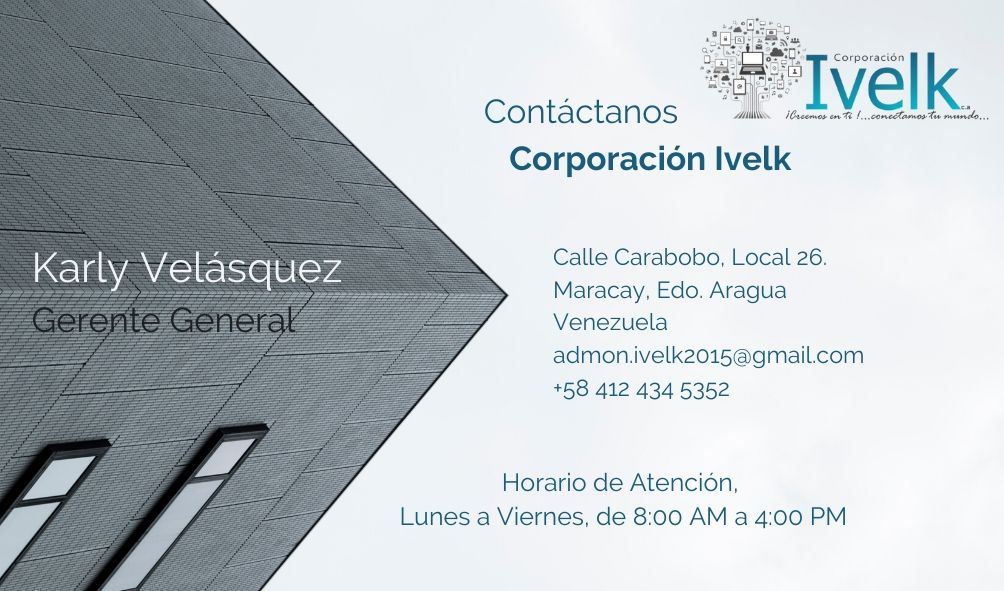 Corporación
Ivelk c.a
¡Creemos en ti !...conectamos tu mundo...
Contáctanos
Corporación Ivelk
Karly Velásquez
Gerente General
Calle Carabobo, Local 26.
Maracay, Edo. Aragua
Venezuela
admon.ivelk2015@gmail.com
+58 412 434 5352
Horario de Atención,
Lunes a Viernes, de 8:00 AM a 4:00 PM